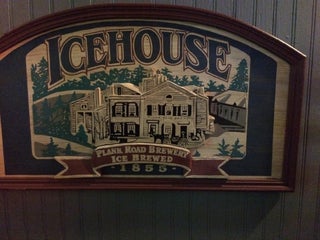 ICEHOUSE
PLANK ROAD BREWERY
ICE BREWED
1855